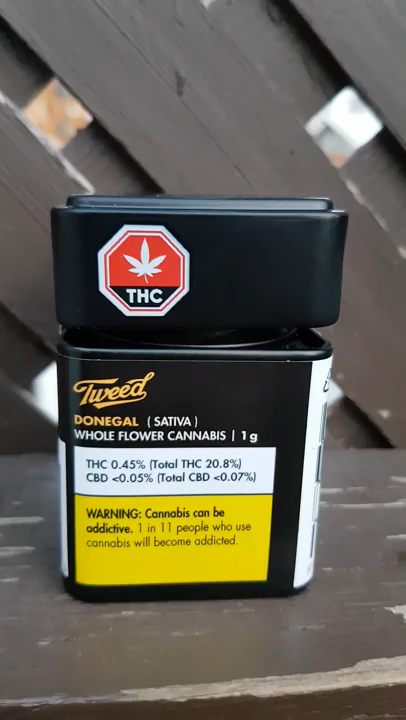 THC
Tweed
DONEGAL (SATIVA)
WHOLE FLOWER CANNABIS | 1 g
THC 0.45% (Total THC 20.8%)
CBD <0.05% (Total CBD <0.07%)
WARNING: Cannabis can be
addictive. 1 in 11 people who use
cannabis will become addicted.